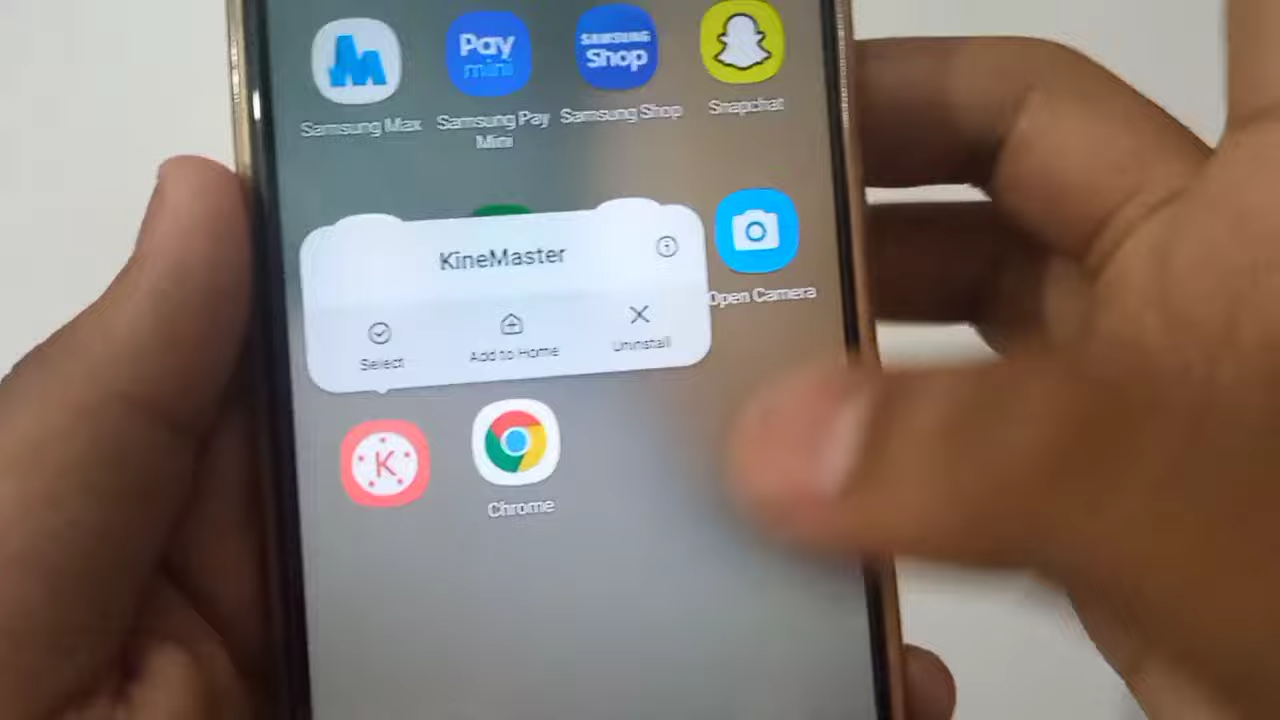 Pay
mini
SAMSUNG
Shop
Samsung Max
Samsung Pay
Mini
Samsung Shop
Snapchat
KineMaster
Select
Add to Home
Uninstall
Open Camera
K
Chrome